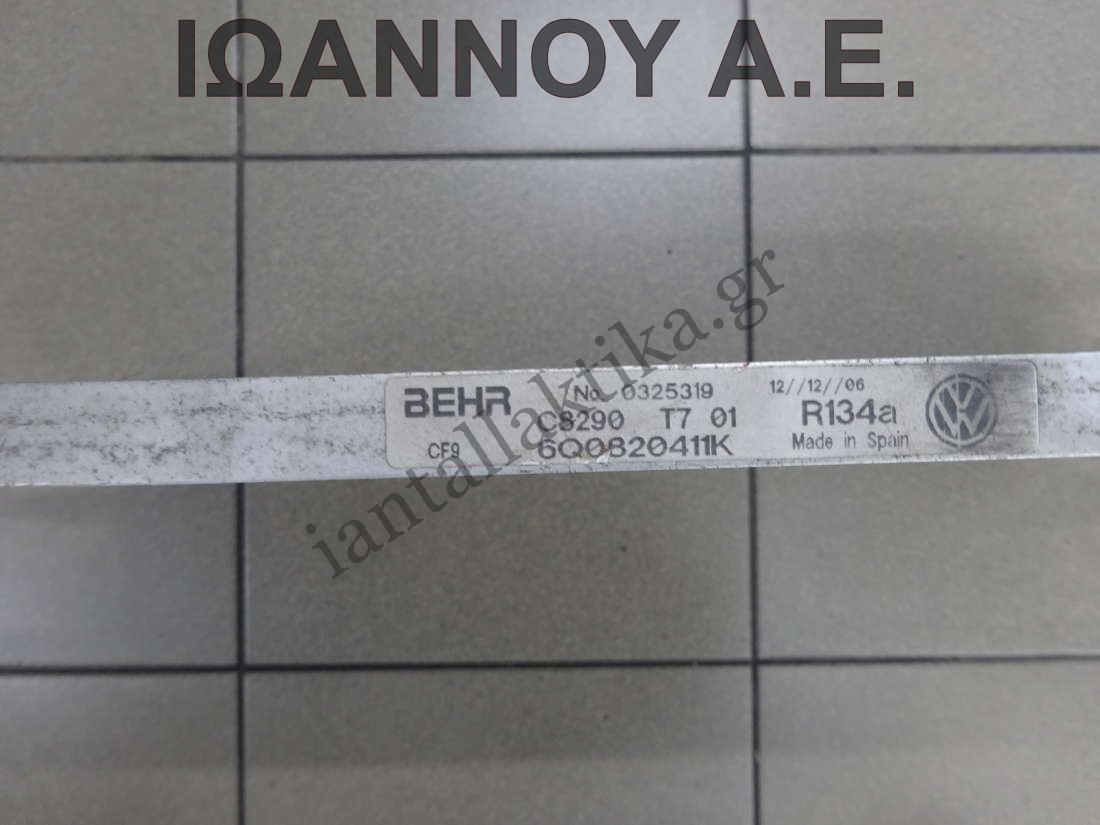 ΙΩΑΝΝΟΥ Α.Ε.
BEHR No. 0325319 12//12//06
C8290 T7 01 R134a
CF9 6Q0820411K Made in Spain
iantallaktika.gr